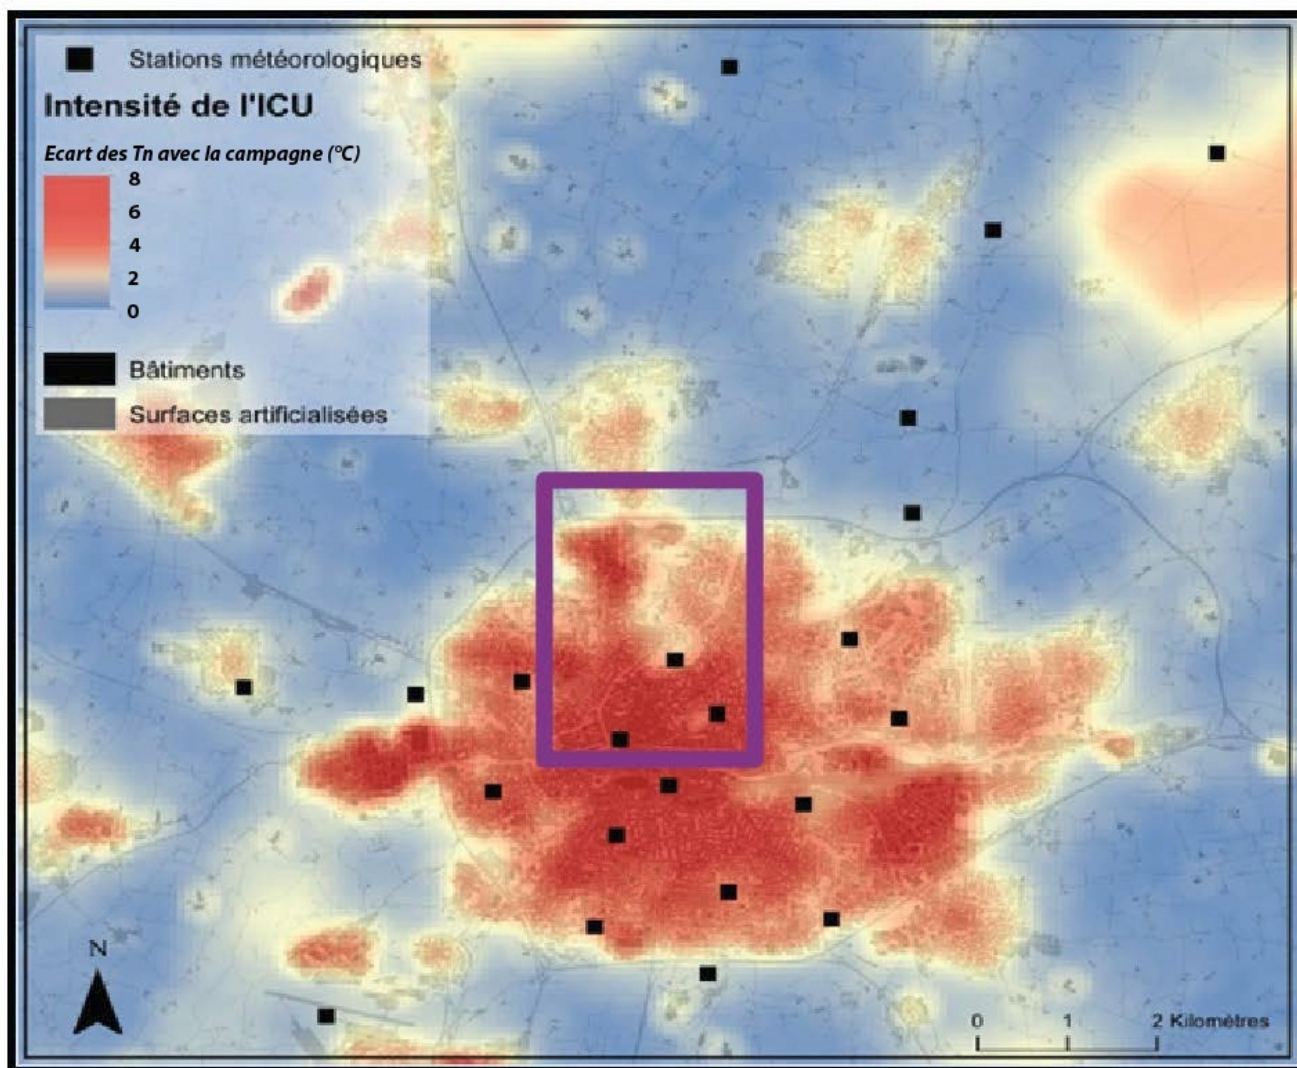 Stations météorologiques
Intensité de l'ICU
Ecart des Tn avec la campagne (°C)
8
6
4
2
0
Bâtiments
Surfaces artificialisées
N
0 1 2 Kilomètres